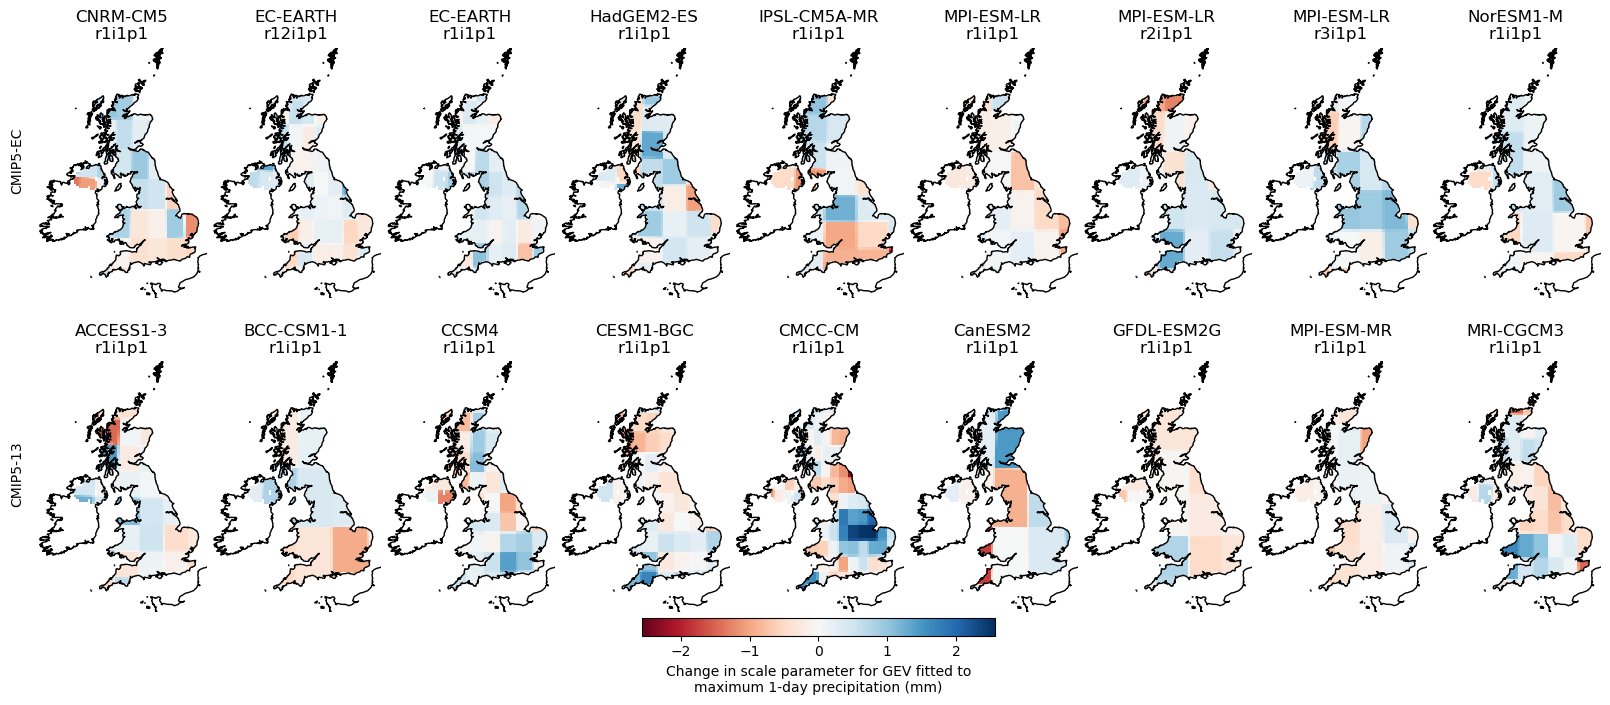 CNRM-CM5 EC-EARTH EC-EARTH HadGEM2-ES IPSL-CM5A-MR MPI-ESM-LR MPI-ESM-LR MPI-ESM-LR NorESM1-M
r1i1p1 r12i1p1 r1i1p1 r1i1p1 r1i1p1 r1i1p1 r2i1p1 r3i1p1 r1i1p1
CMIP5-EC
ACCESS1-3 BCC-CSM1-1 CCSM4 CESM1-BGC CMCC-CM CanESM2 GFDL-ESM2G MPI-ESM-MR MRI-CGCM3
r1i1p1 r1i1p1 r1i1p1 r1i1p1 r1i1p1 r1i1p1 r1i1p1 r1i1p1 r1i1p1
CMIP5-13
−2 −1 0 1 2
Change in scale parameter for GEV fitted to
maximum 1-day precipitation (mm)